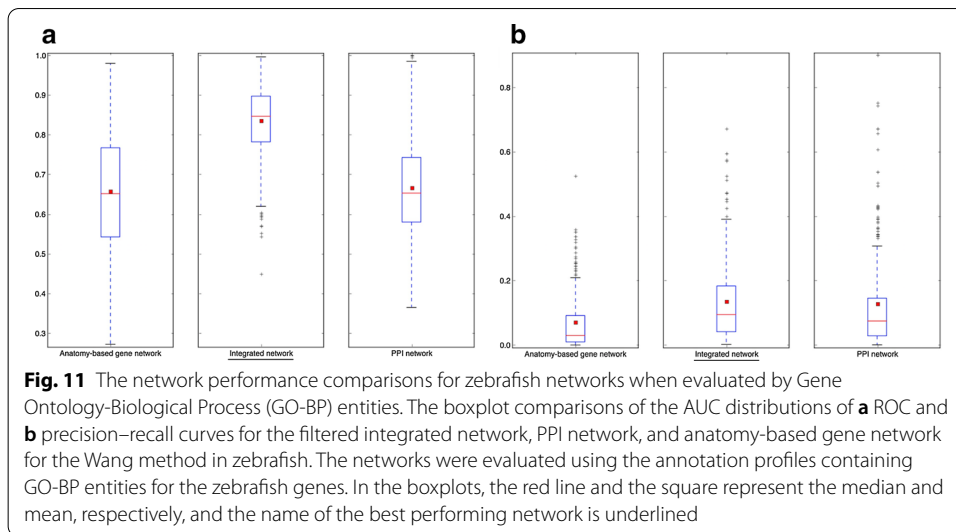 a
b
1.0
0.9
0.8
0.7
0.6
0.5
0.4
0.3
Anatomy-based gene network
Integrated network
PPI network
0.8
0.6
0.4
0.2
0.0
Anatomy-based gene network
Integrated network
PPI network
Fig. 11 The network performance comparisons for zebrafish networks when evaluated by Gene
Ontology-Biological Process (GO-BP) entities. The boxplot comparisons of the AUC distributions of a ROC and
b precision–recall curves for the filtered integrated network, PPI network, and anatomy-based gene network
for the Wang method in zebrafish. The networks were evaluated using the annotation profiles containing
GO-BP entities for the zebrafish genes. In the boxplots, the red line and the square represent the median and
mean, respectively, and the name of the best performing network is underlined